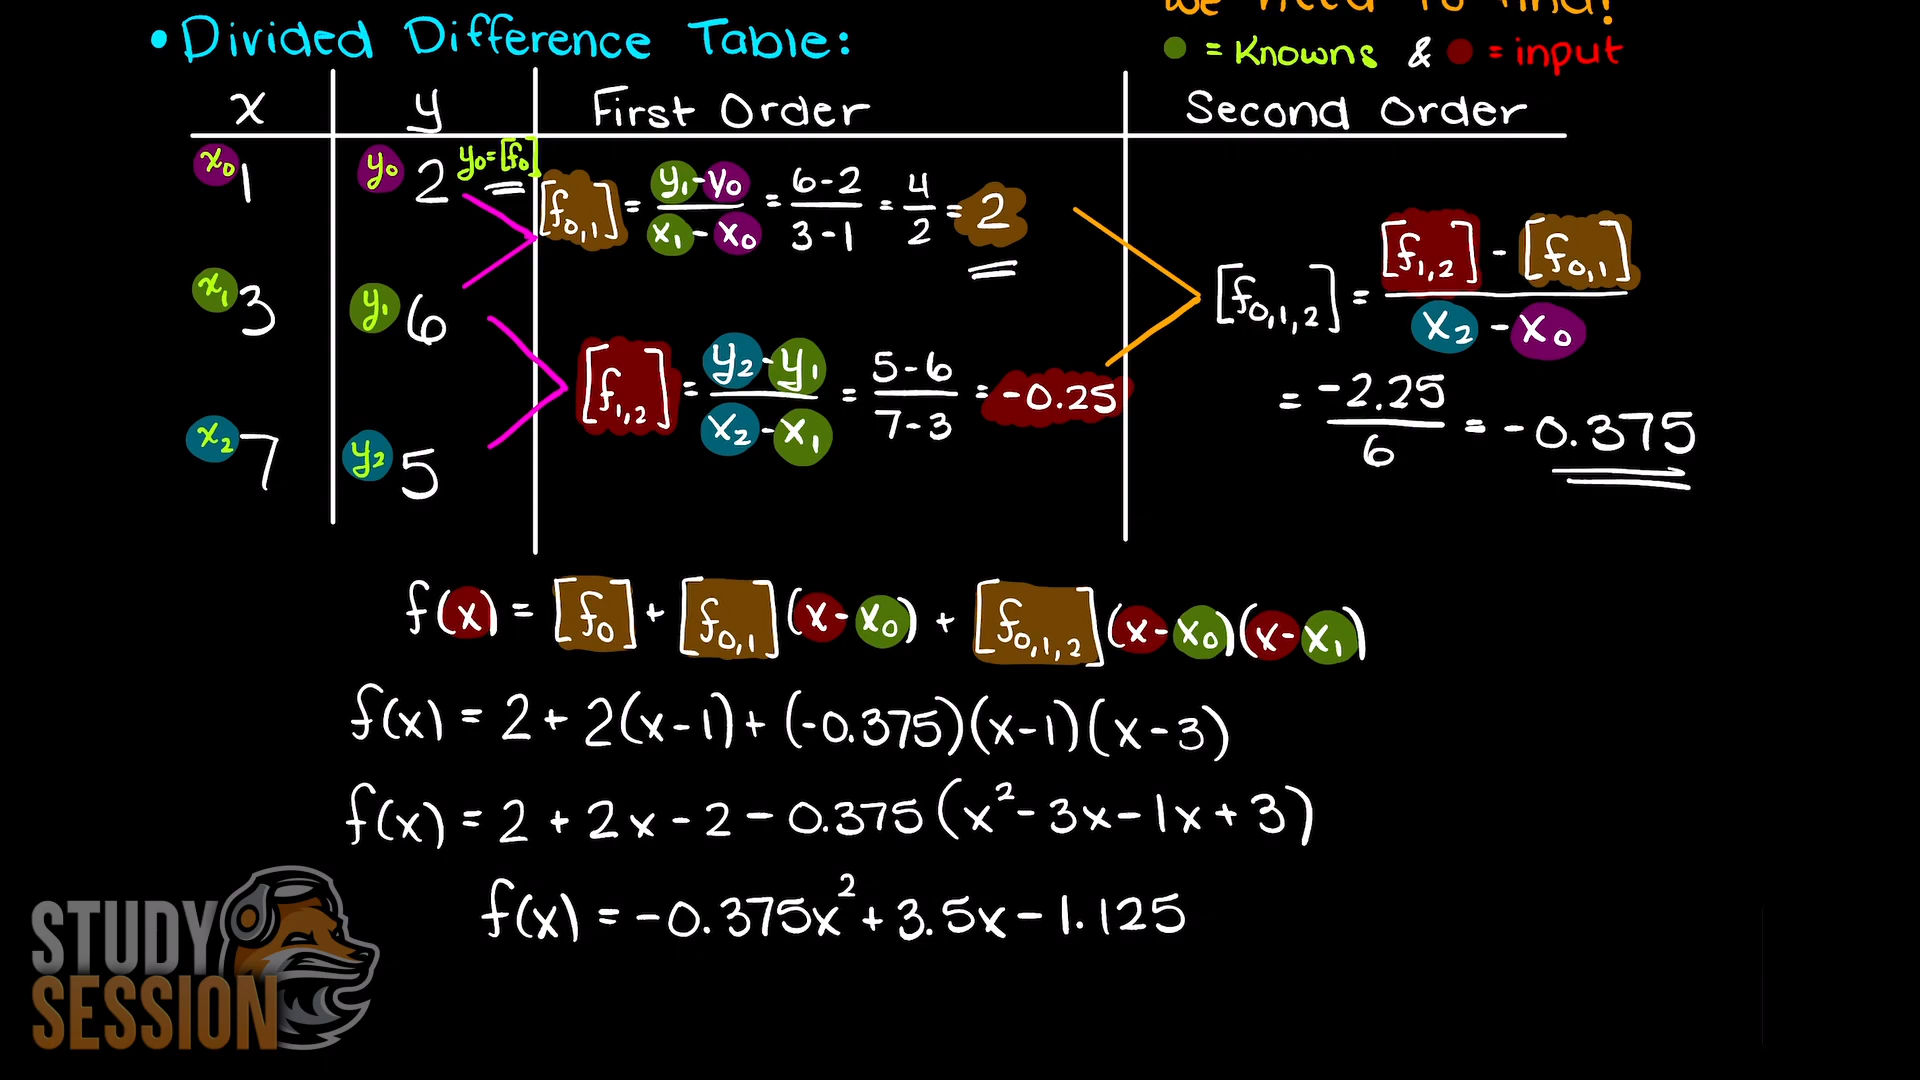 we need to find!
• Divided Difference Table:
= Knowns & = input
x y First Order Second Order
x₀ 1 y₀ 2 y₀=[f₀]
[f₀,₁] = (y₁-y₀)/(x₁-x₀) = (6-2)/(3-1) = 4/2 = 2
x₁ 3 y₁ 6
[f₀,₁,₂] = ([f₁,₂] - [f₀,₁])/(x₂-x₀)
[f₁,₂] = (y₂-y₁)/(x₂-x₁) = (5-6)/(7-3) = -0.25
= -2.25/6 = -0.375
x₂ 7 y₂ 5
f(x) = [f₀] + [f₀,₁](x-x₀) + [f₀,₁,₂](x-x₀)(x-x₁)
f(x) = 2 + 2(x-1) + (-0.375)(x-1)(x-3)
f(x) = 2 + 2x - 2 - 0.375(x² - 3x - 1x + 3)
f(x) = -0.375x² + 3.5x - 1.125
STUDY
SESSION